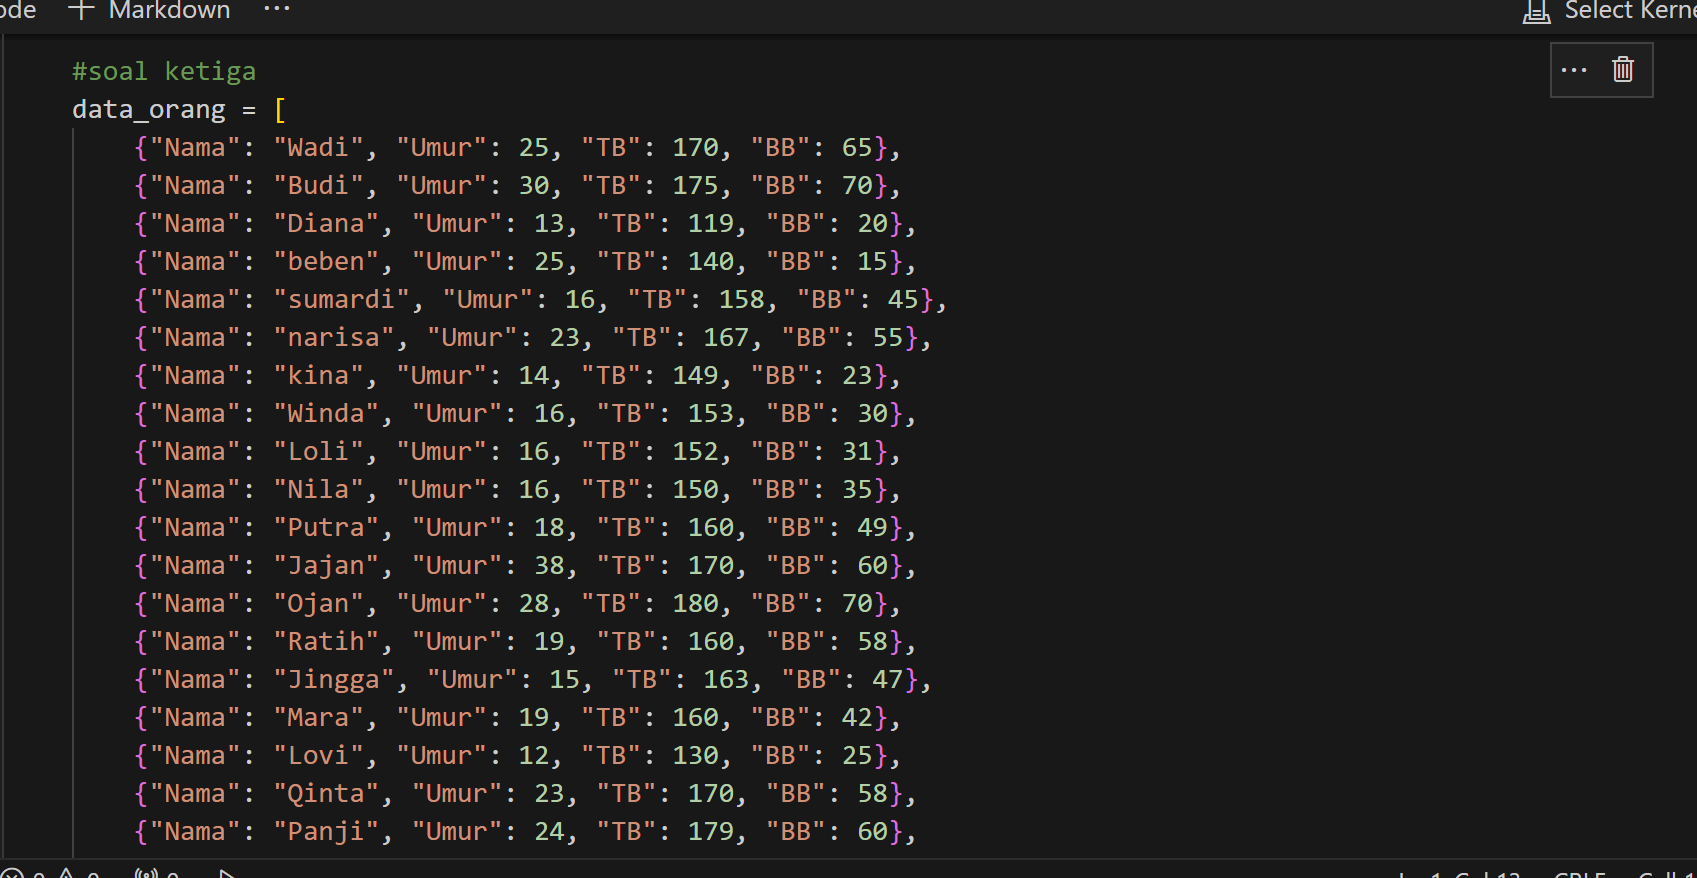 + Markdown ...
#soal ketiga
data_orang = [
{"Nama": "Wadi", "Umur": 25, "TB": 170, "BB": 65},
{"Nama": "Budi", "Umur": 30, "TB": 175, "BB": 70},
{"Nama": "Diana", "Umur": 13, "TB": 119, "BB": 20},
{"Nama": "beben", "Umur": 25, "TB": 140, "BB": 15},
{"Nama": "sumardi", "Umur": 16, "TB": 158, "BB": 45},
{"Nama": "narisa", "Umur": 23, "TB": 167, "BB": 55},
{"Nama": "kina", "Umur": 14, "TB": 149, "BB": 23},
{"Nama": "Winda", "Umur": 16, "TB": 153, "BB": 30},
{"Nama": "Loli", "Umur": 16, "TB": 152, "BB": 31},
{"Nama": "Nila", "Umur": 16, "TB": 150, "BB": 35},
{"Nama": "Putra", "Umur": 18, "TB": 160, "BB": 49},
{"Nama": "Jajan", "Umur": 38, "TB": 170, "BB": 60},
{"Nama": "Ojan", "Umur": 28, "TB": 180, "BB": 70},
{"Nama": "Ratih", "Umur": 19, "TB": 160, "BB": 58},
{"Nama": "Jingga", "Umur": 15, "TB": 163, "BB": 47},
{"Nama": "Mara", "Umur": 19, "TB": 160, "BB": 42},
{"Nama": "Lovi", "Umur": 12, "TB": 130, "BB": 25},
{"Nama": "Qinta", "Umur": 23, "TB": 170, "BB": 58},
{"Nama": "Panji", "Umur": 24, "TB": 179, "BB": 60},